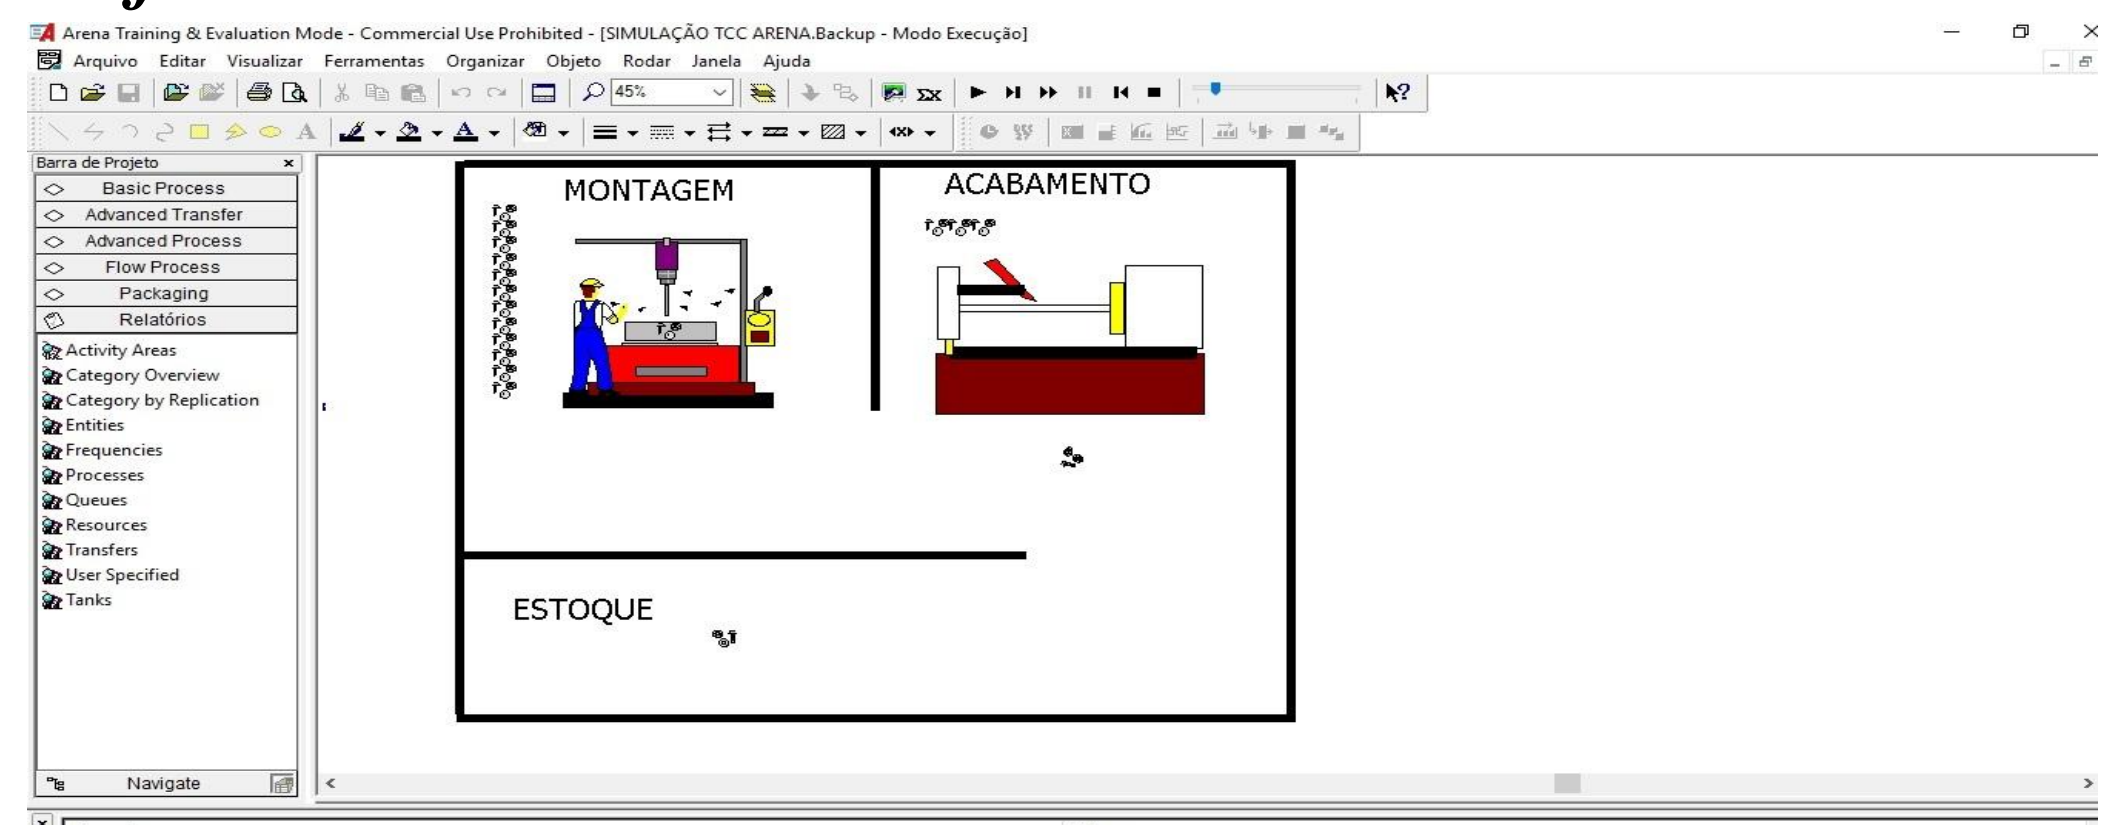 Arena Training & Evaluation Mode - Commercial Use Prohibited - [SIMULAÇÃO TCC ARENA.Backup - Modo Execução]
Arquivo Editar Visualizar Ferramentas Organizar Objeto Rodar Janela Ajuda
45%
Barra de Projeto
Basic Process
Advanced Transfer
Advanced Process
Flow Process
Packaging
Relatórios
Activity Areas
Category Overview
Category by Replication
Entities
Frequencies
Processes
Queues
Resources
Transfers
User Specified
Tanks
Navigate
MONTAGEM
ACABAMENTO
ESTOQUE